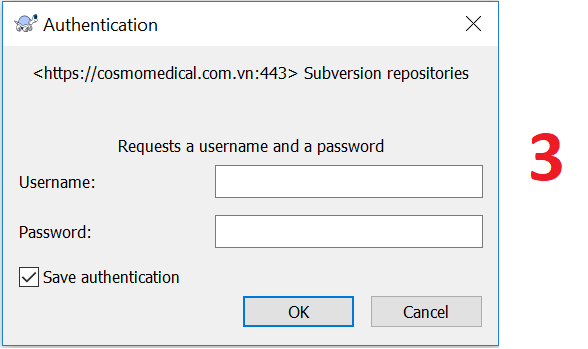 Authentication
<https://cosmomedical.com.vn:443> Subversion repositories
Requests a username and a password
Username:
Password:
Save authentication
OK Cancel
3